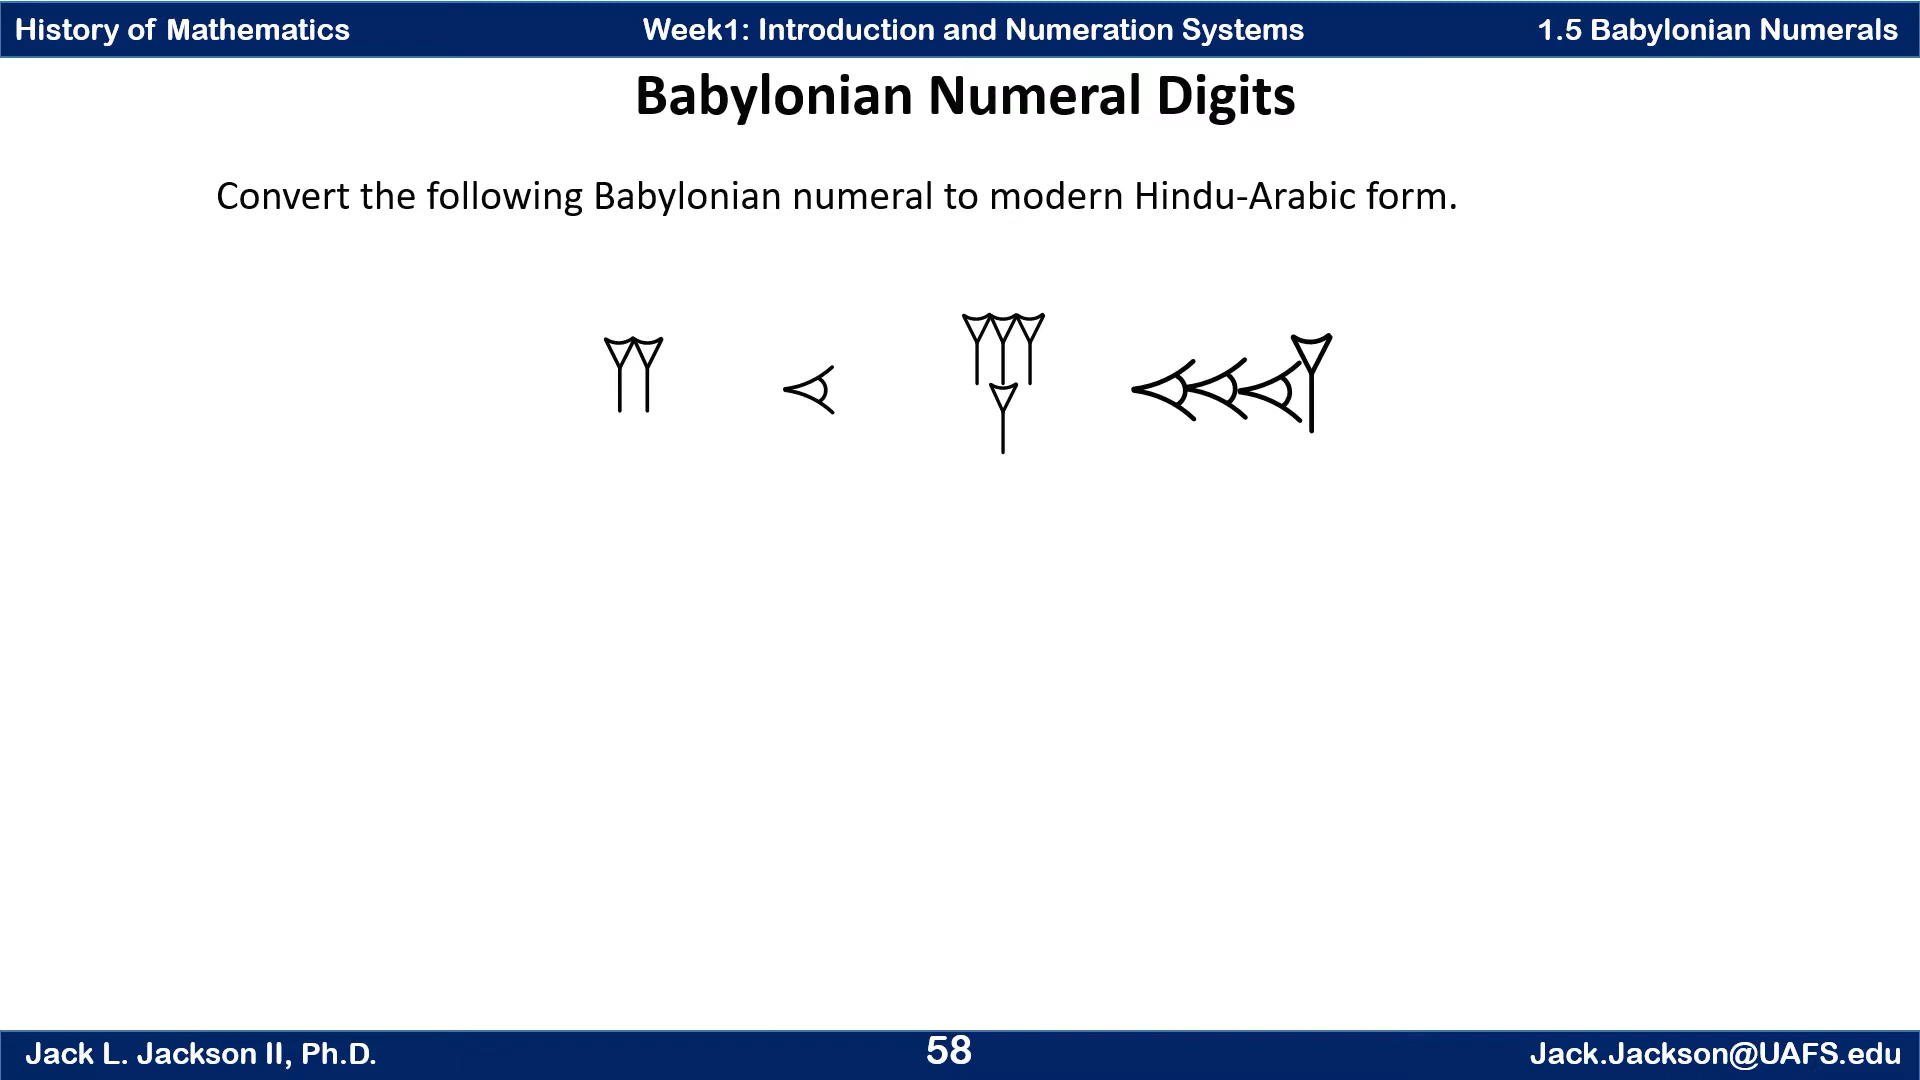 History of Mathematics Week1: Introduction and Numeration Systems 1.5 Babylonian Numerals
Babylonian Numeral Digits
Convert the following Babylonian numeral to modern Hindu-Arabic form.
𒐖 𒌋 𒐘 𒌍𒐕
Jack L. Jackson II, Ph.D. 58 Jack.Jackson@UAFS.edu